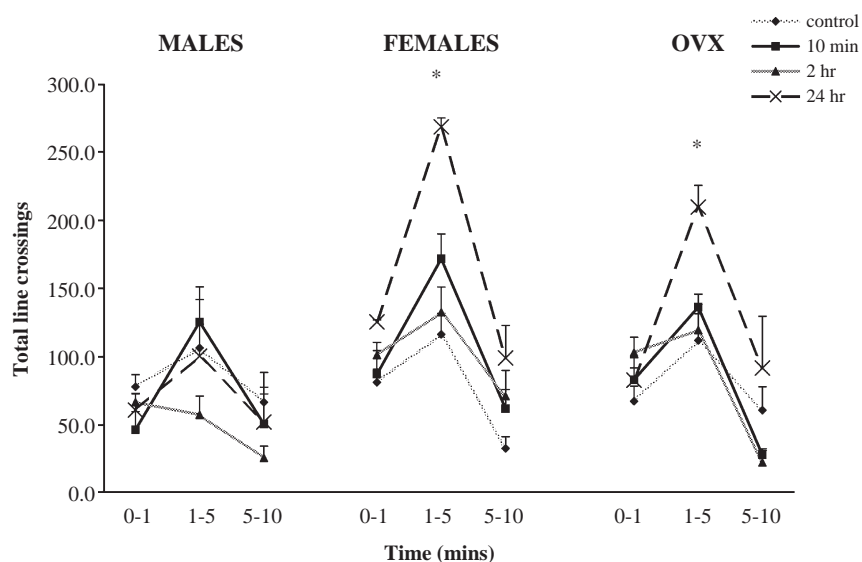 control
10 min
2 hr
24 hr
MALES FEMALES OVX
* *
300.0
250.0
200.0
150.0
100.0
50.0
0.0
Total line crossings
0-1 1-5 5-10 0-1 1-5 5-10 0-1 1-5 5-10
Time (mins)